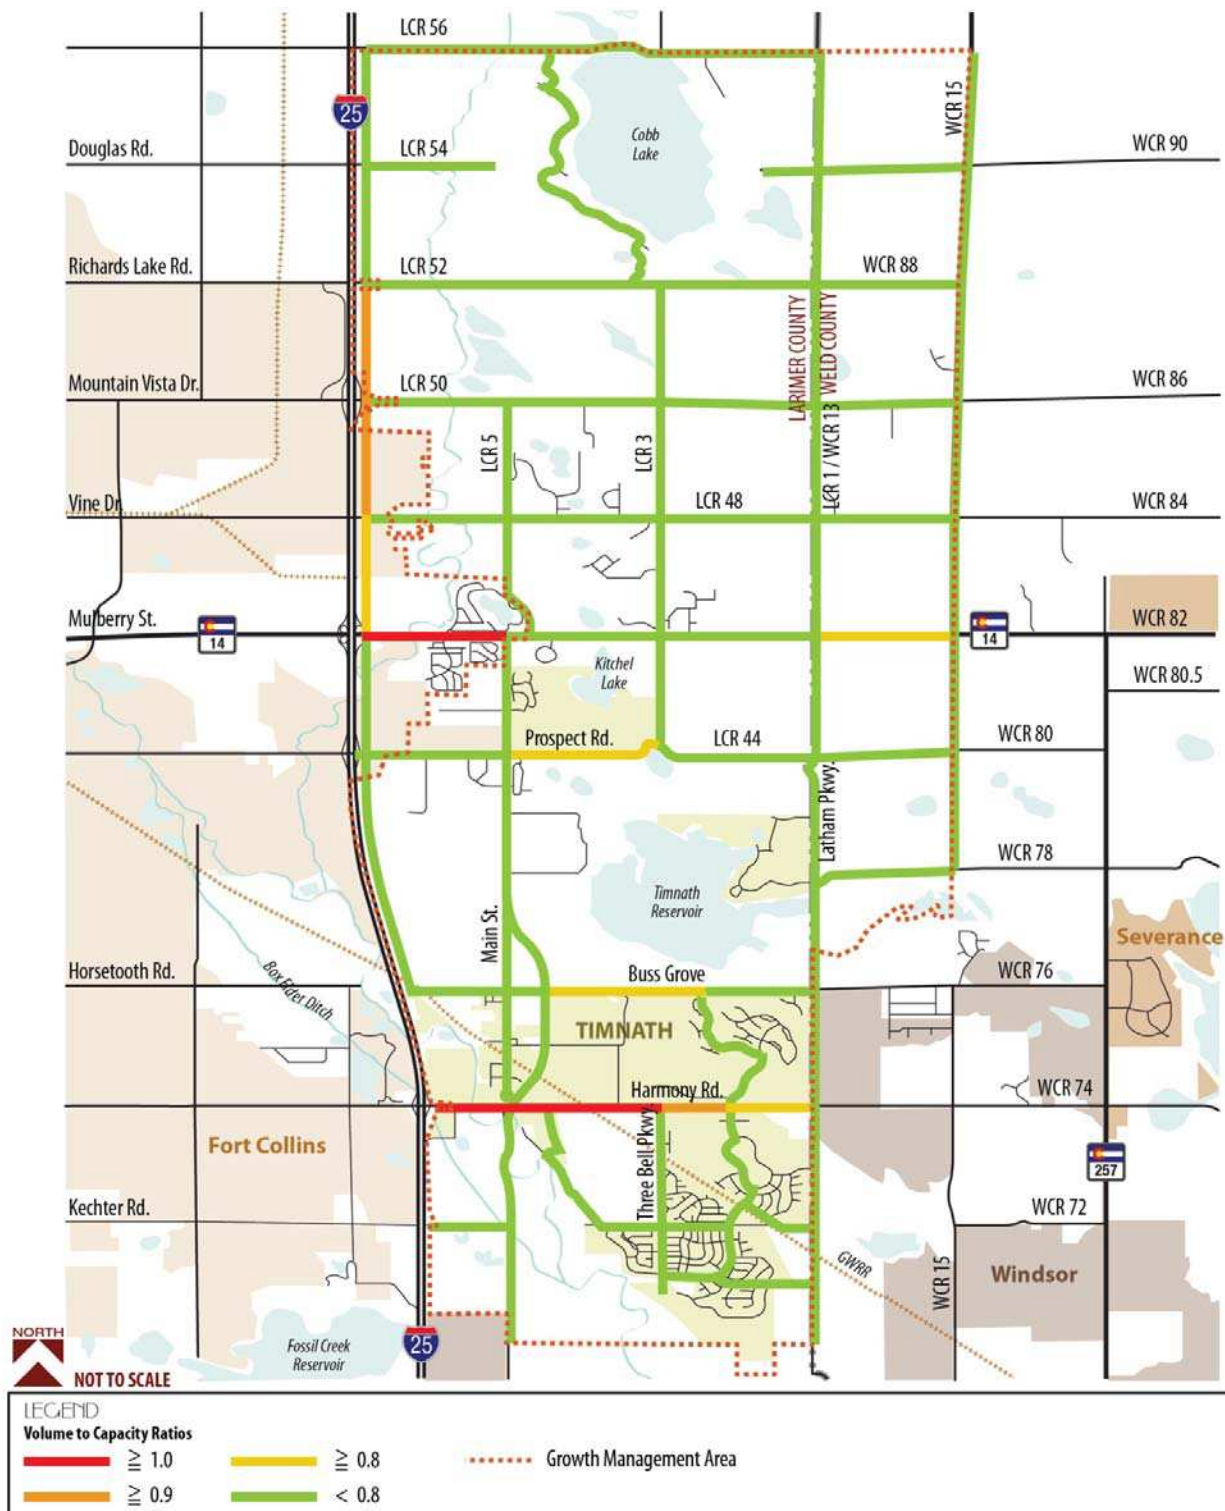 LCR 56
25
WCR 15
Cobb
Lake
Douglas Rd.
LCR 54
WCR 90
Richards Lake Rd.
LCR 52
WCR 88
LARIMER COUNTY
WELD COUNTY
Mountain Vista Dr.
LCR 50
WCR 86
LCR 5
LCR 3
LCR 1 / WCR 13
Vine Dr.
LCR 48
WCR 84
Mulberry St.
14
14
WCR 82
Kitchel
Lake
WCR 80.5
Prospect Rd.
LCR 44
WCR 80
Latham Pkwy.
WCR 78
Timnath
Reservoir
Main St.
Severance
Horsetooth Rd.
Box Elder Ditch
Buss Grove
WCR 76
TIMNATH
Harmony Rd.
WCR 74
Fort Collins
Three Bell Pkwy.
257
Kechter Rd.
WCR 72
GWRR
WCR 15
Windsor
NORTH
NOT TO SCALE
Fossil Creek
Reservoir
25
LEGEND
Volume to Capacity Ratios
≧ 1.0
≧ 0.8
Growth Management Area
≧ 0.9
< 0.8